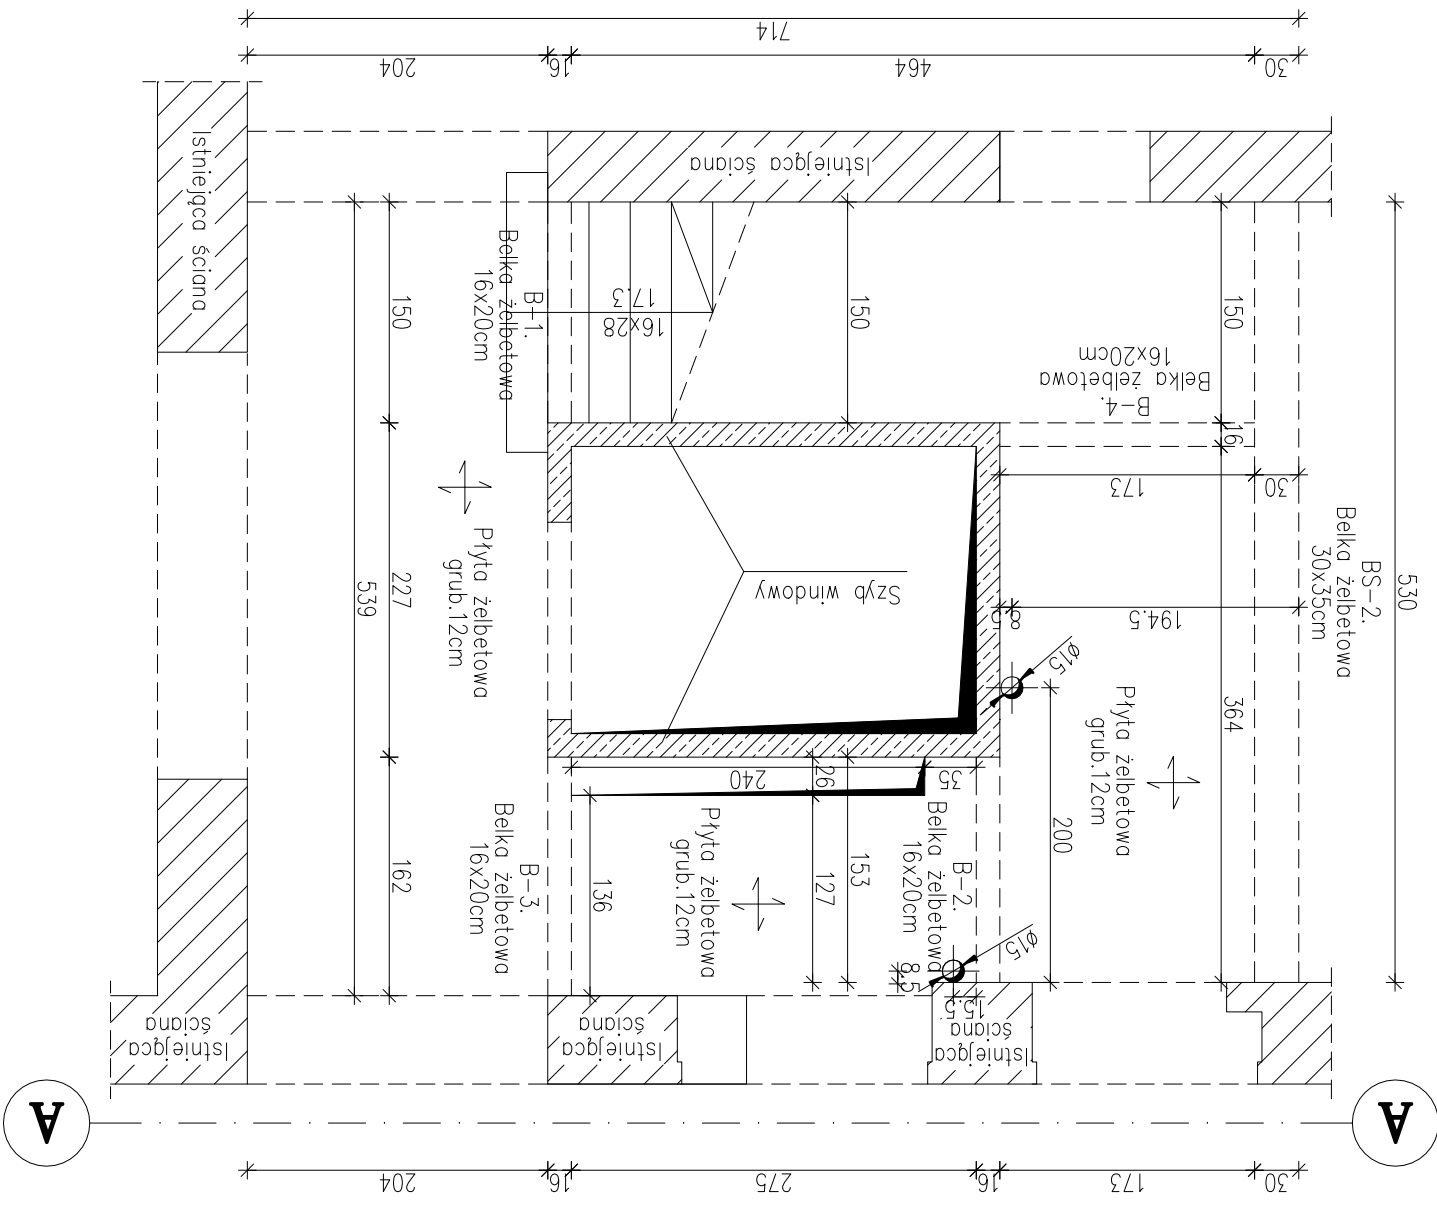 714
204
16
464
30
Istniejąca ściana
Istniejąca ściana
B-1.
Belka żelbetowa
16x20cm
16x28
17.3
150
150
150
B-4.
Belka żelbetowa
16x20cm
16
173
30
BS-2.
Belka żelbetowa
30x35cm
530
539
227
Płyta żelbetowa
grub.12cm
Szyb windowy
8.5
194.5
ø15
364
Płyta żelbetowa
grub.12cm
200
240
26
35
153
127
136
162
B-3.
Belka żelbetowa
16x20cm
Płyta żelbetowa
grub.12cm
B-2.
Belka żelbetowa
16x20cm
ø15
8.5
15.5
Istniejąca
ściana
Istniejąca
ściana
Istniejąca
ściana
A
A
204
16
275
16
173
30